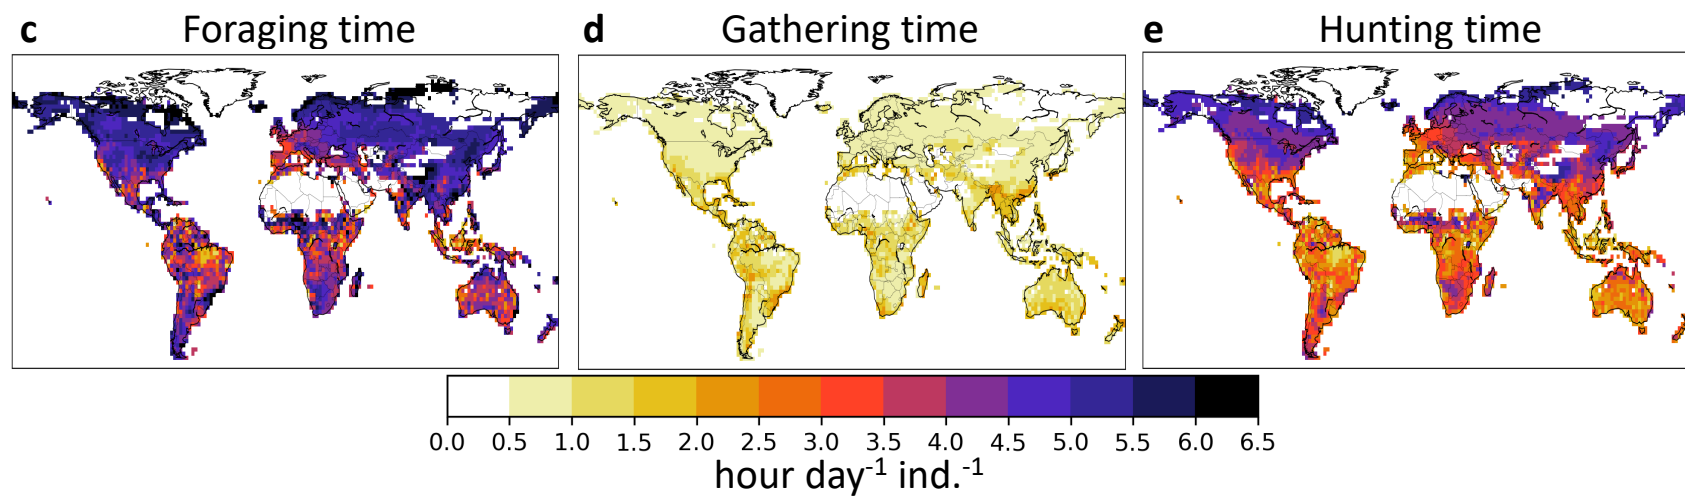 c Foraging time
d Gathering time
e Hunting time
0.0 0.5 1.0 1.5 2.0 2.5 3.0 3.5 4.0 4.5 5.0 5.5 6.0 6.5
hour day⁻¹ ind.⁻¹